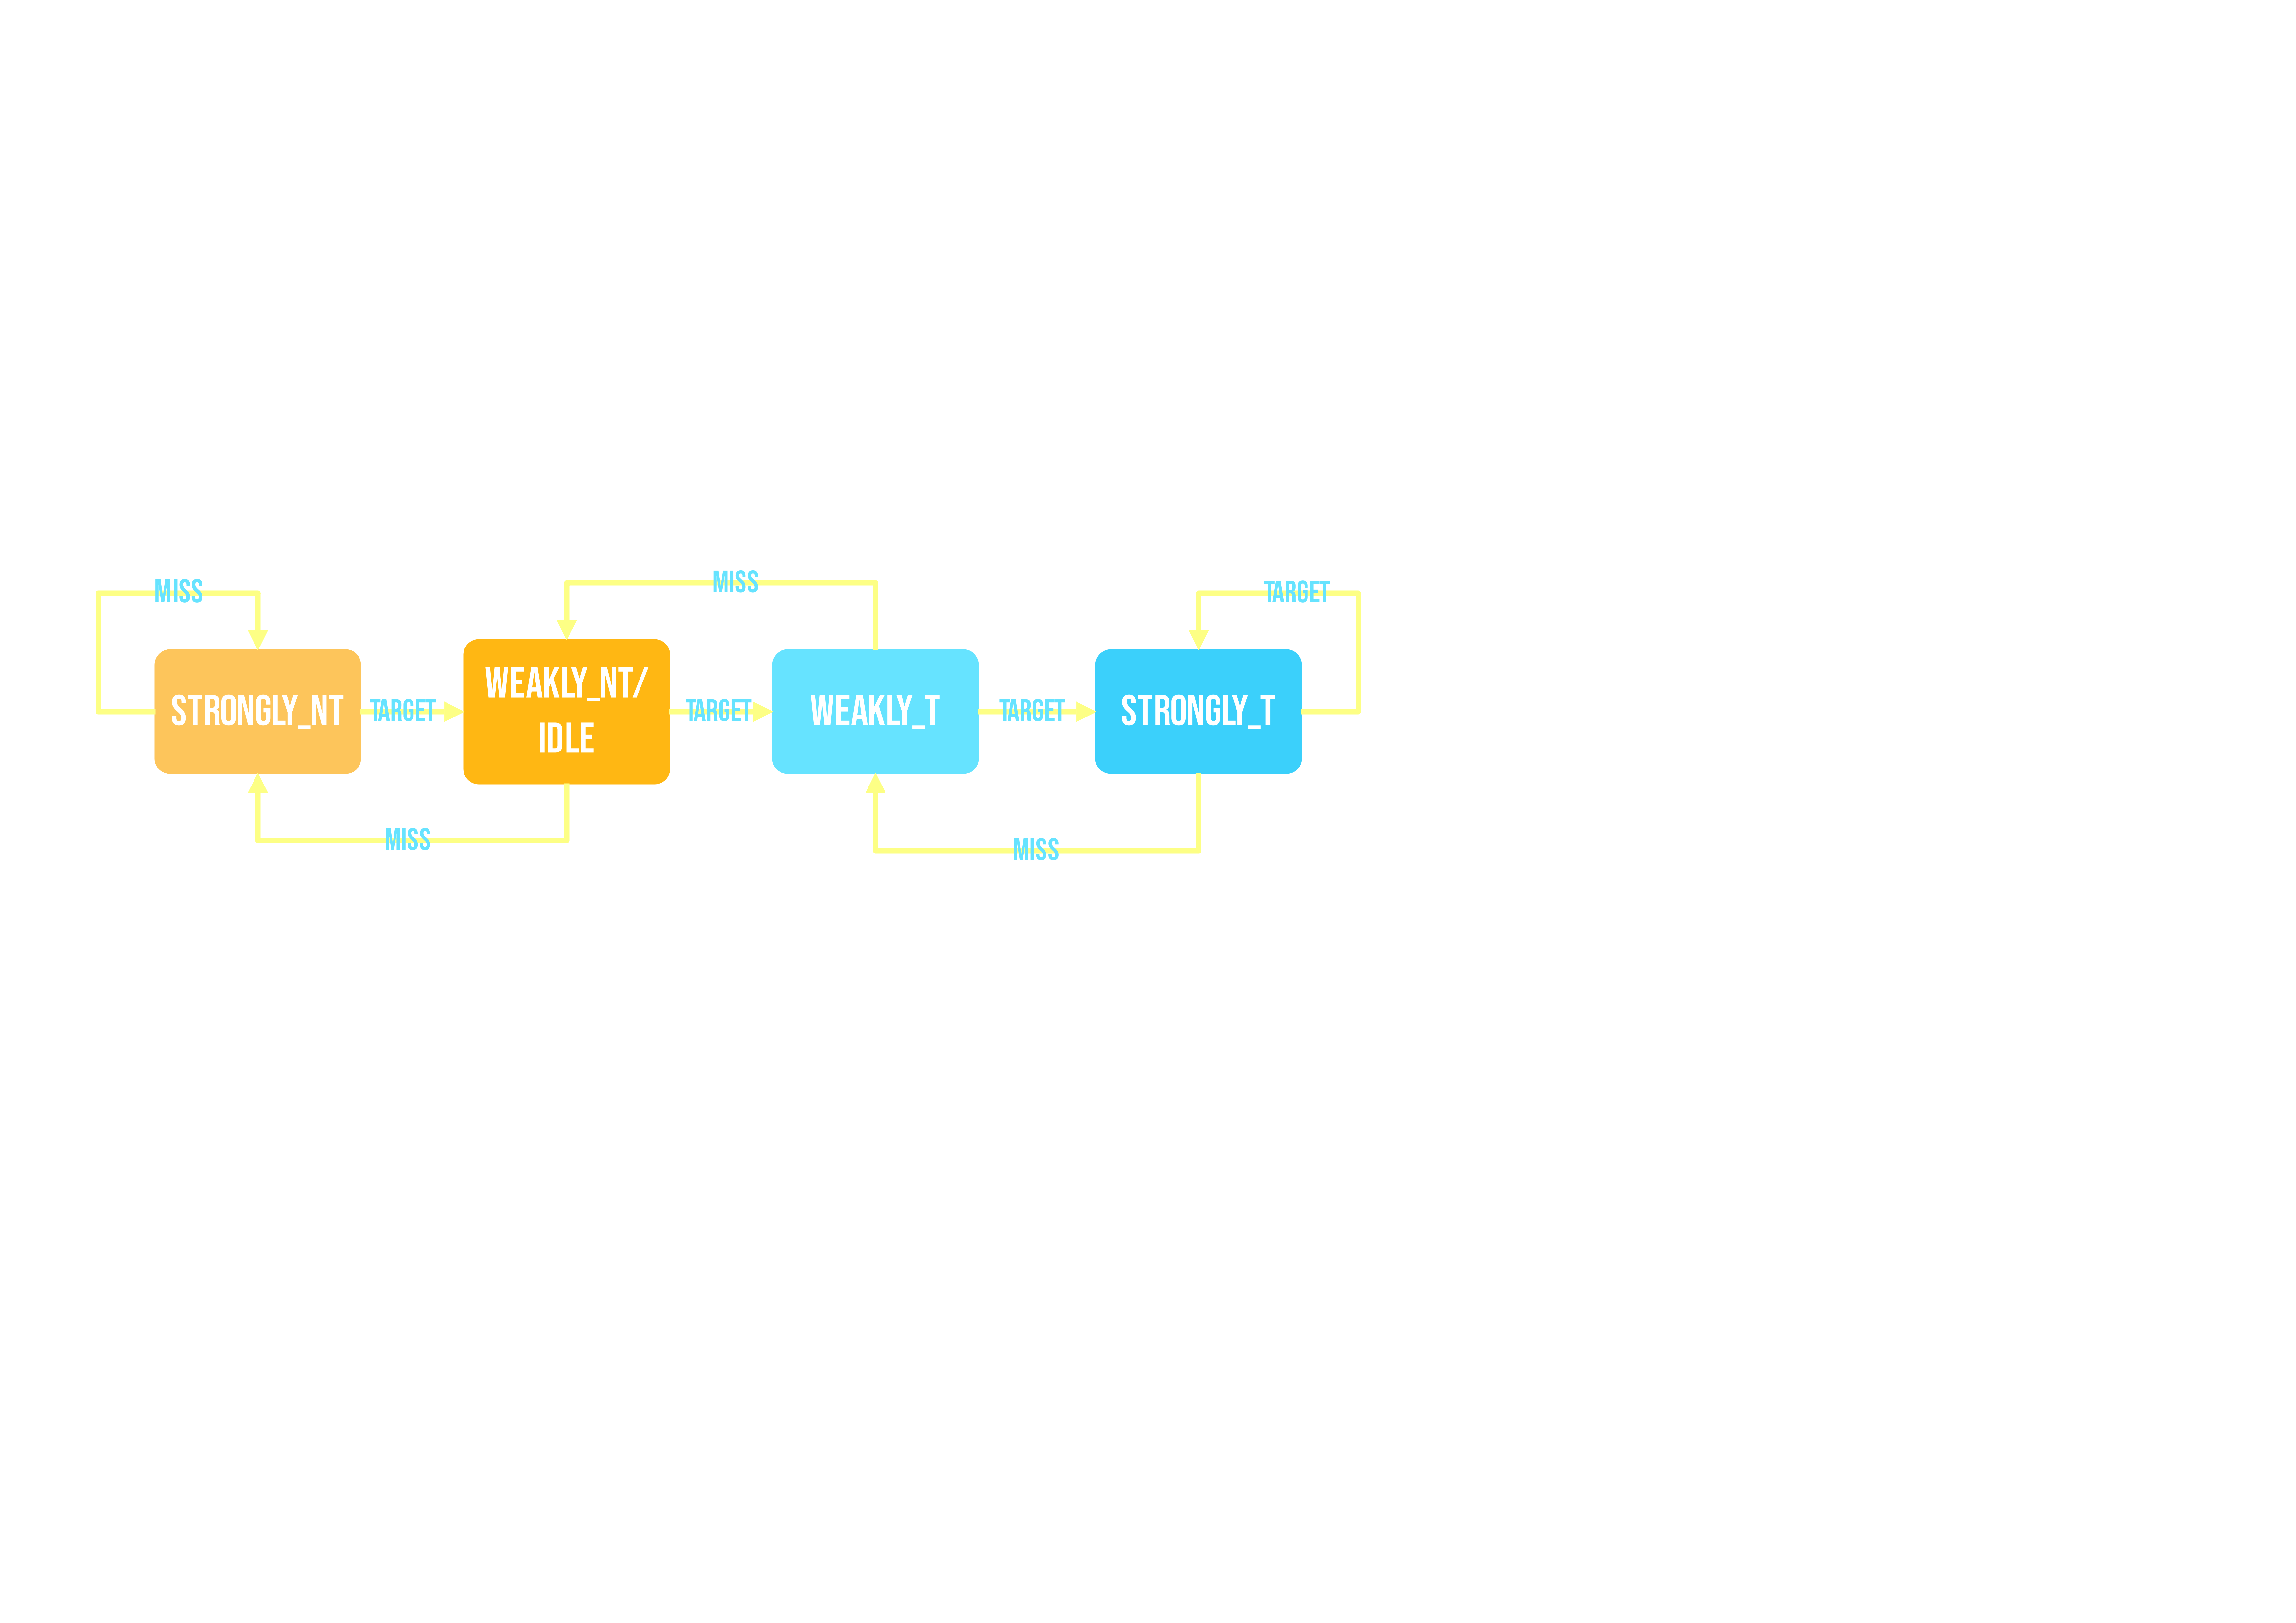 MISS
MISS
TARGET
STRONGLY_NT
TARGET
WEAKLY_NT/
IDLE
TARGET
WEAKLY_T
TARGET
STRONGLY_T
MISS
MISS